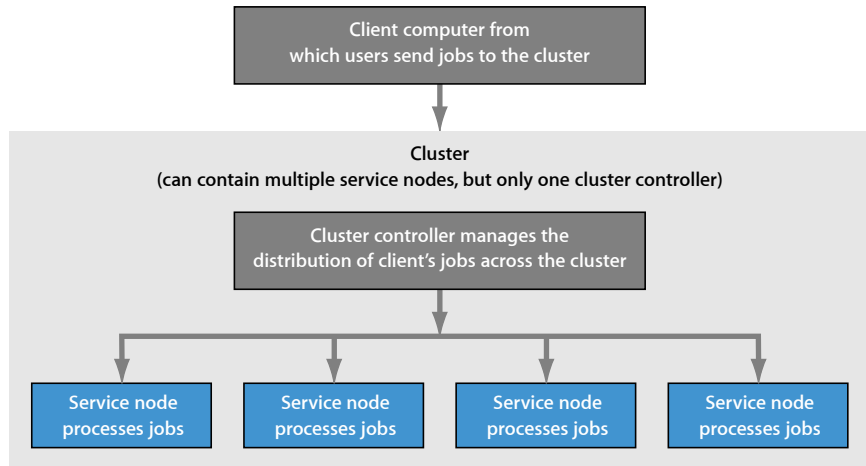 Client computer from
which users send jobs to the cluster
Cluster
(can contain multiple service nodes, but only one cluster controller)
Cluster controller manages the
distribution of client’s jobs across the cluster
Service node
processes jobs
Service node
processes jobs
Service node
processes jobs
Service node
processes jobs